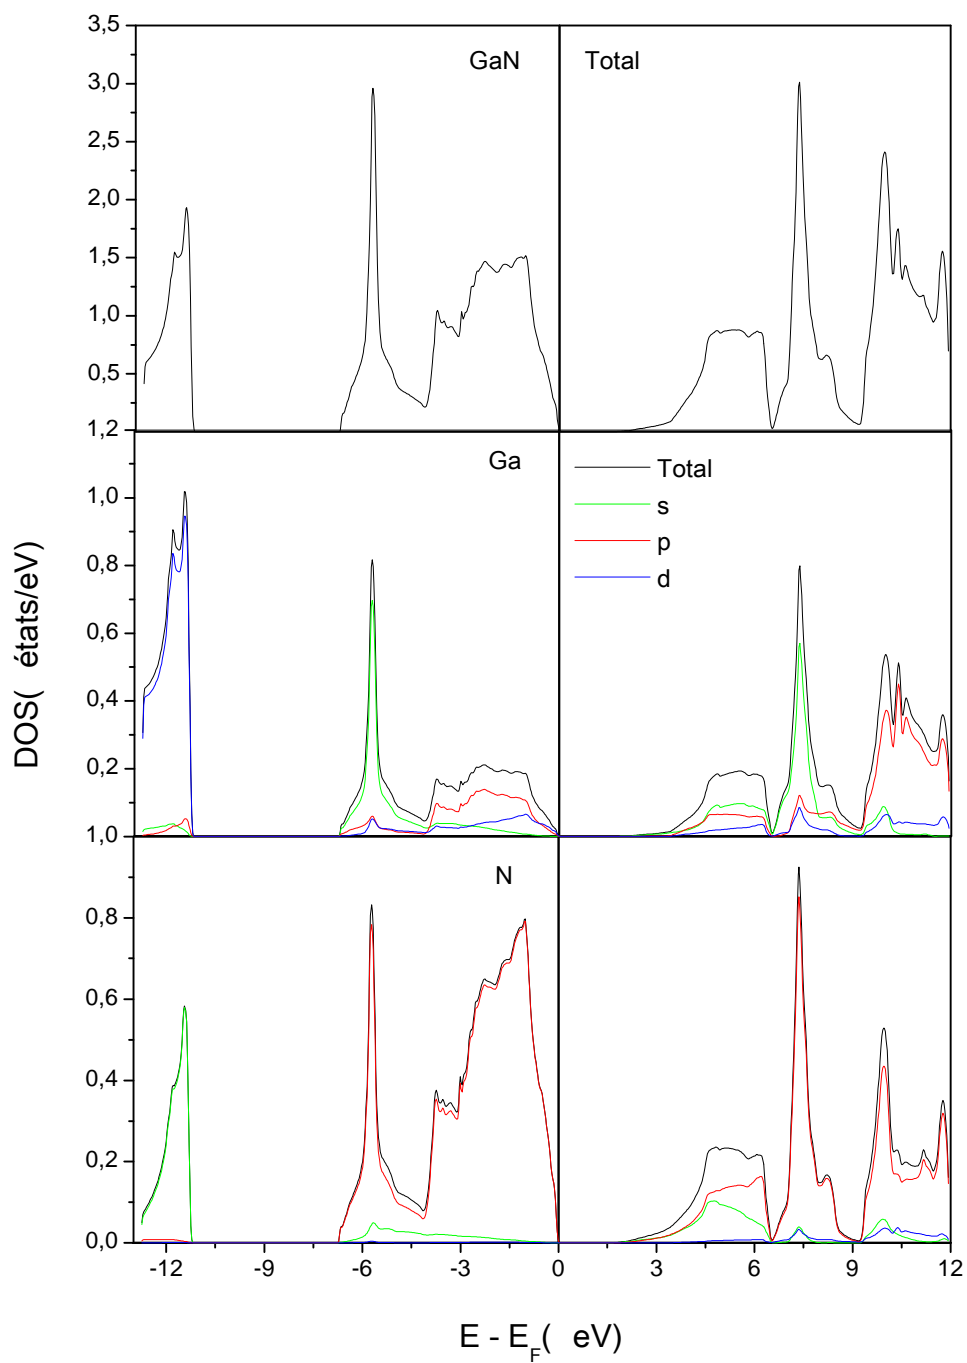 3,5
GaN
Total
3,0
2,5
2,0
1,5
1,0
0,5
1,2
Ga
Total
s
p
d
1,0
0,8
0,6
0,4
0,2
1,0
N
0,8
0,6
0,4
0,2
0,0
DOS( états/eV)
-12 -9 -6 -3 0 3 6 9 12
E - EF( eV)